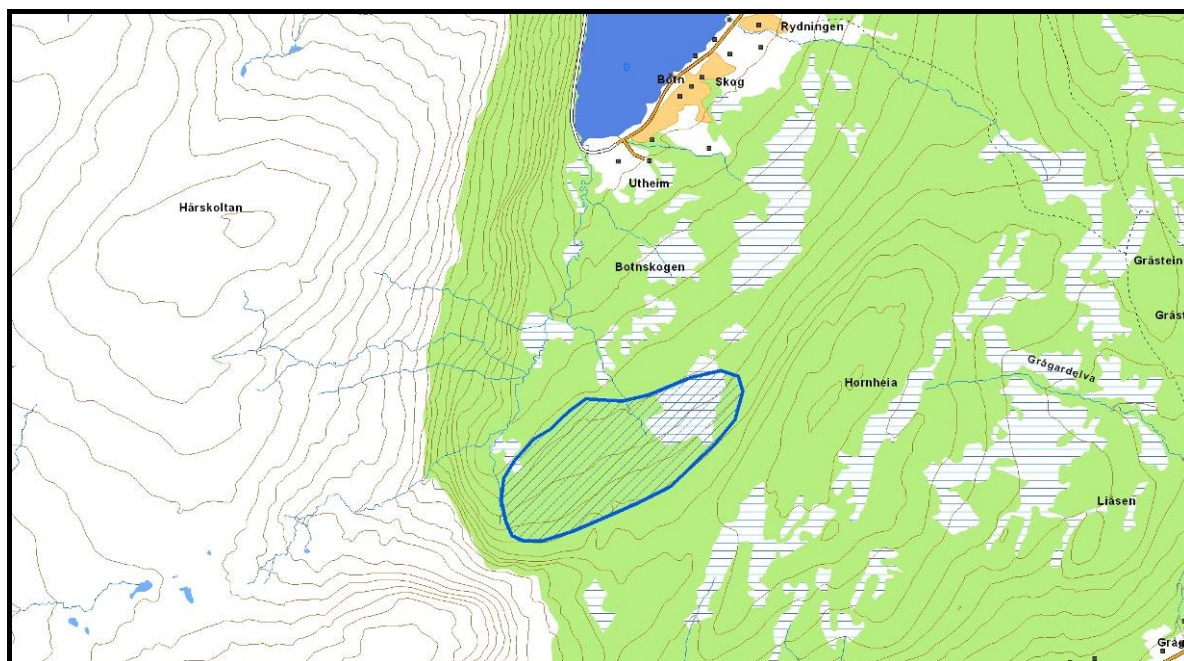 Rydningen
Botn
Skog
Utheim
Hårskoltan
Botnskogen
Gråstein
Gråst
Grågardelva
Hornheia
Liåsen
Gråg